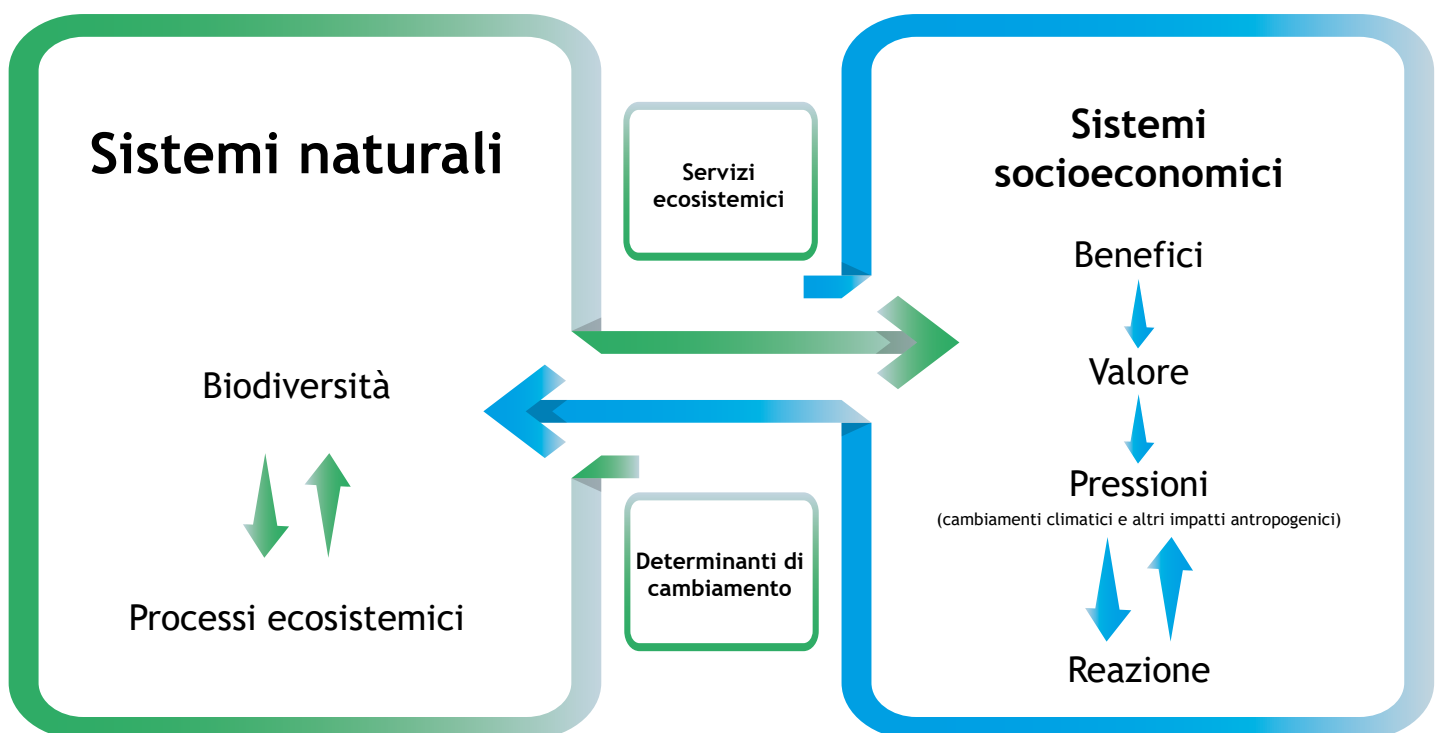 Sistemi naturali
Biodiversità
Processi ecosistemici
Servizi
ecosistemici
Determinanti di
cambiamento
Sistemi
socioeconomici
Benefici
Valore
Pressioni
(cambiamenti climatici e altri impatti antropogenici)
Reazione